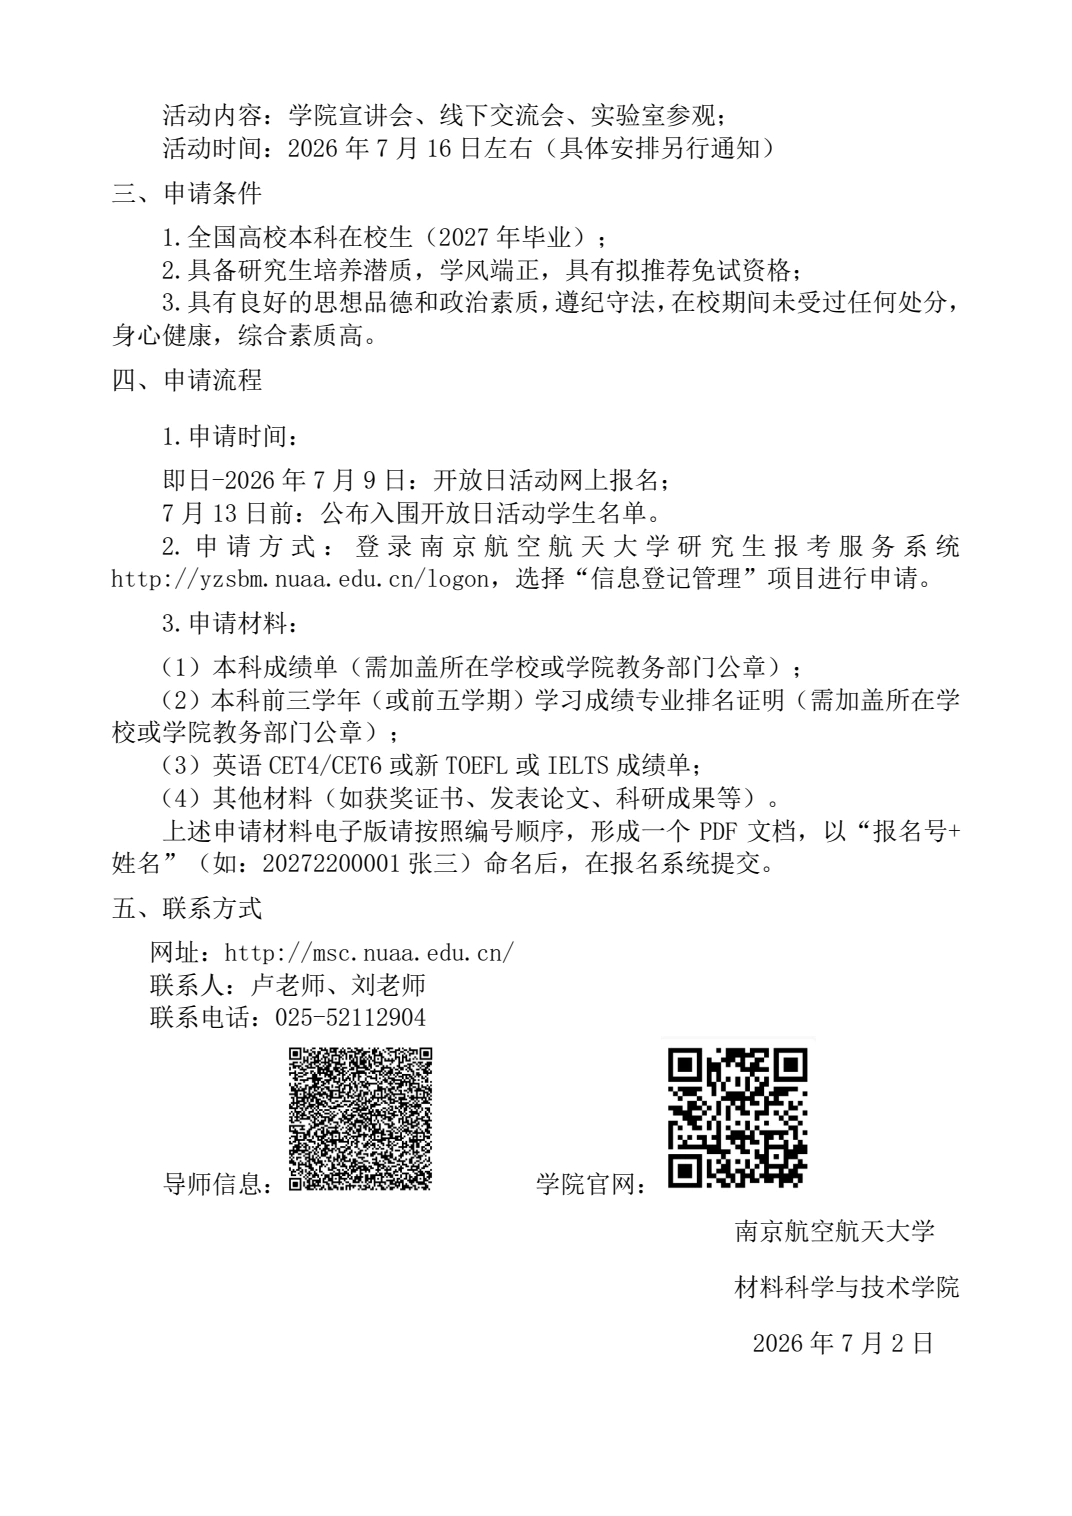 活动内容：学院宣讲会、线下交流会、实验室参观；
活动时间：2026 年 7 月 16 日左右（具体安排另行通知）
三、申请条件
1.全国高校本科在校生（2027 年毕业）；
2.具备研究生培养潜质，学风端正，具有拟推荐免试资格；
3.具有良好的思想品德和政治素质，遵纪守法，在校期间未受过任何处分，
身心健康，综合素质高。
四、申请流程
1.申请时间：
即日-2026 年 7 月 9 日：开放日活动网上报名；
7 月 13 日前：公布入围开放日活动学生名单。
2. 申请方式：登录南京航空航天大学研究生报考服务系统
http://yzsbm.nuaa.edu.cn/logon，选择“信息登记管理”项目进行申请。
3.申请材料：
（1）本科成绩单（需加盖所在学校或学院教务部门公章）；
（2）本科前三学年（或前五学期）学习成绩专业排名证明（需加盖所在学
校或学院教务部门公章）；
（3）英语 CET4/CET6 或新 TOEFL 或 IELTS 成绩单；
（4）其他材料（如获奖证书、发表论文、科研成果等）。
上述申请材料电子版请按照编号顺序，形成一个 PDF 文档，以“报名号+
姓名”（如：20272200001 张三）命名后，在报名系统提交。
五、联系方式
网址：http://msc.nuaa.edu.cn/
联系人：卢老师、刘老师
联系电话：025-52112904
导师信息： 学院官网：
南京航空航天大学
材料科学与技术学院
2026 年 7 月 2 日